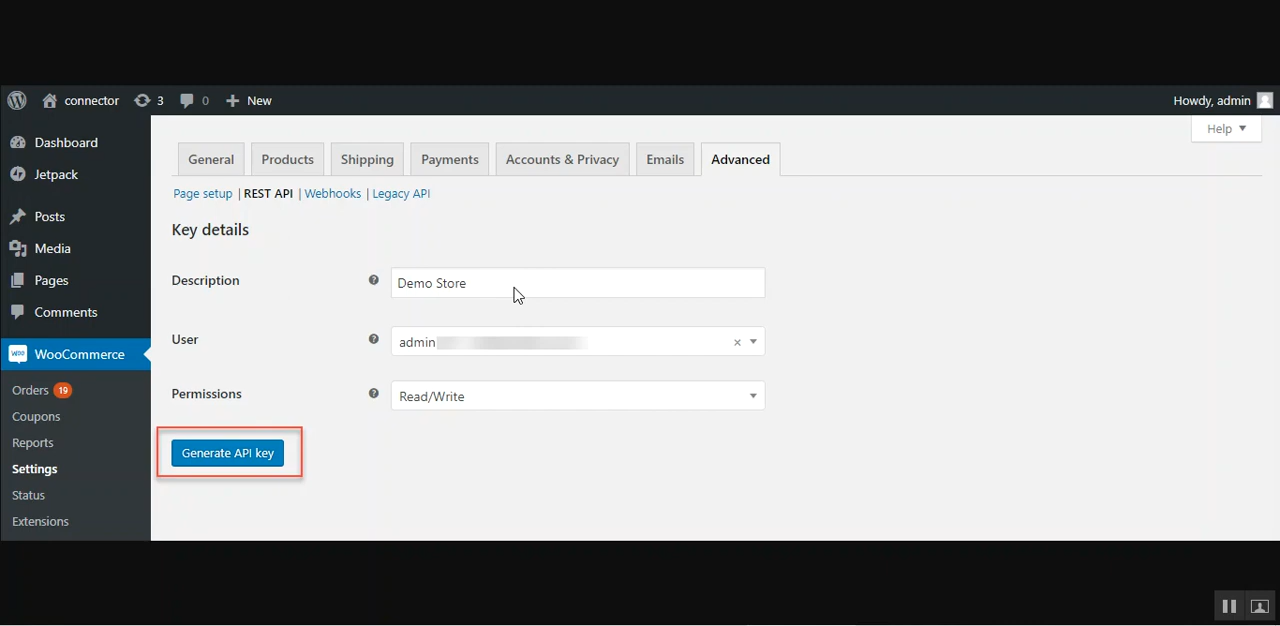 connector 3 0 New Howdy, admin
Help
Dashboard
Jetpack
Posts
Media
Pages
Comments
WooCommerce
Orders 19
Coupons
Reports
Settings
Status
Extensions
General Products Shipping Payments Accounts & Privacy Emails Advanced
Page setup | REST API | Webhooks | Legacy API
Key details
Description ? Demo Store
User ? admin ×
Permissions ? Read/Write
Generate API key